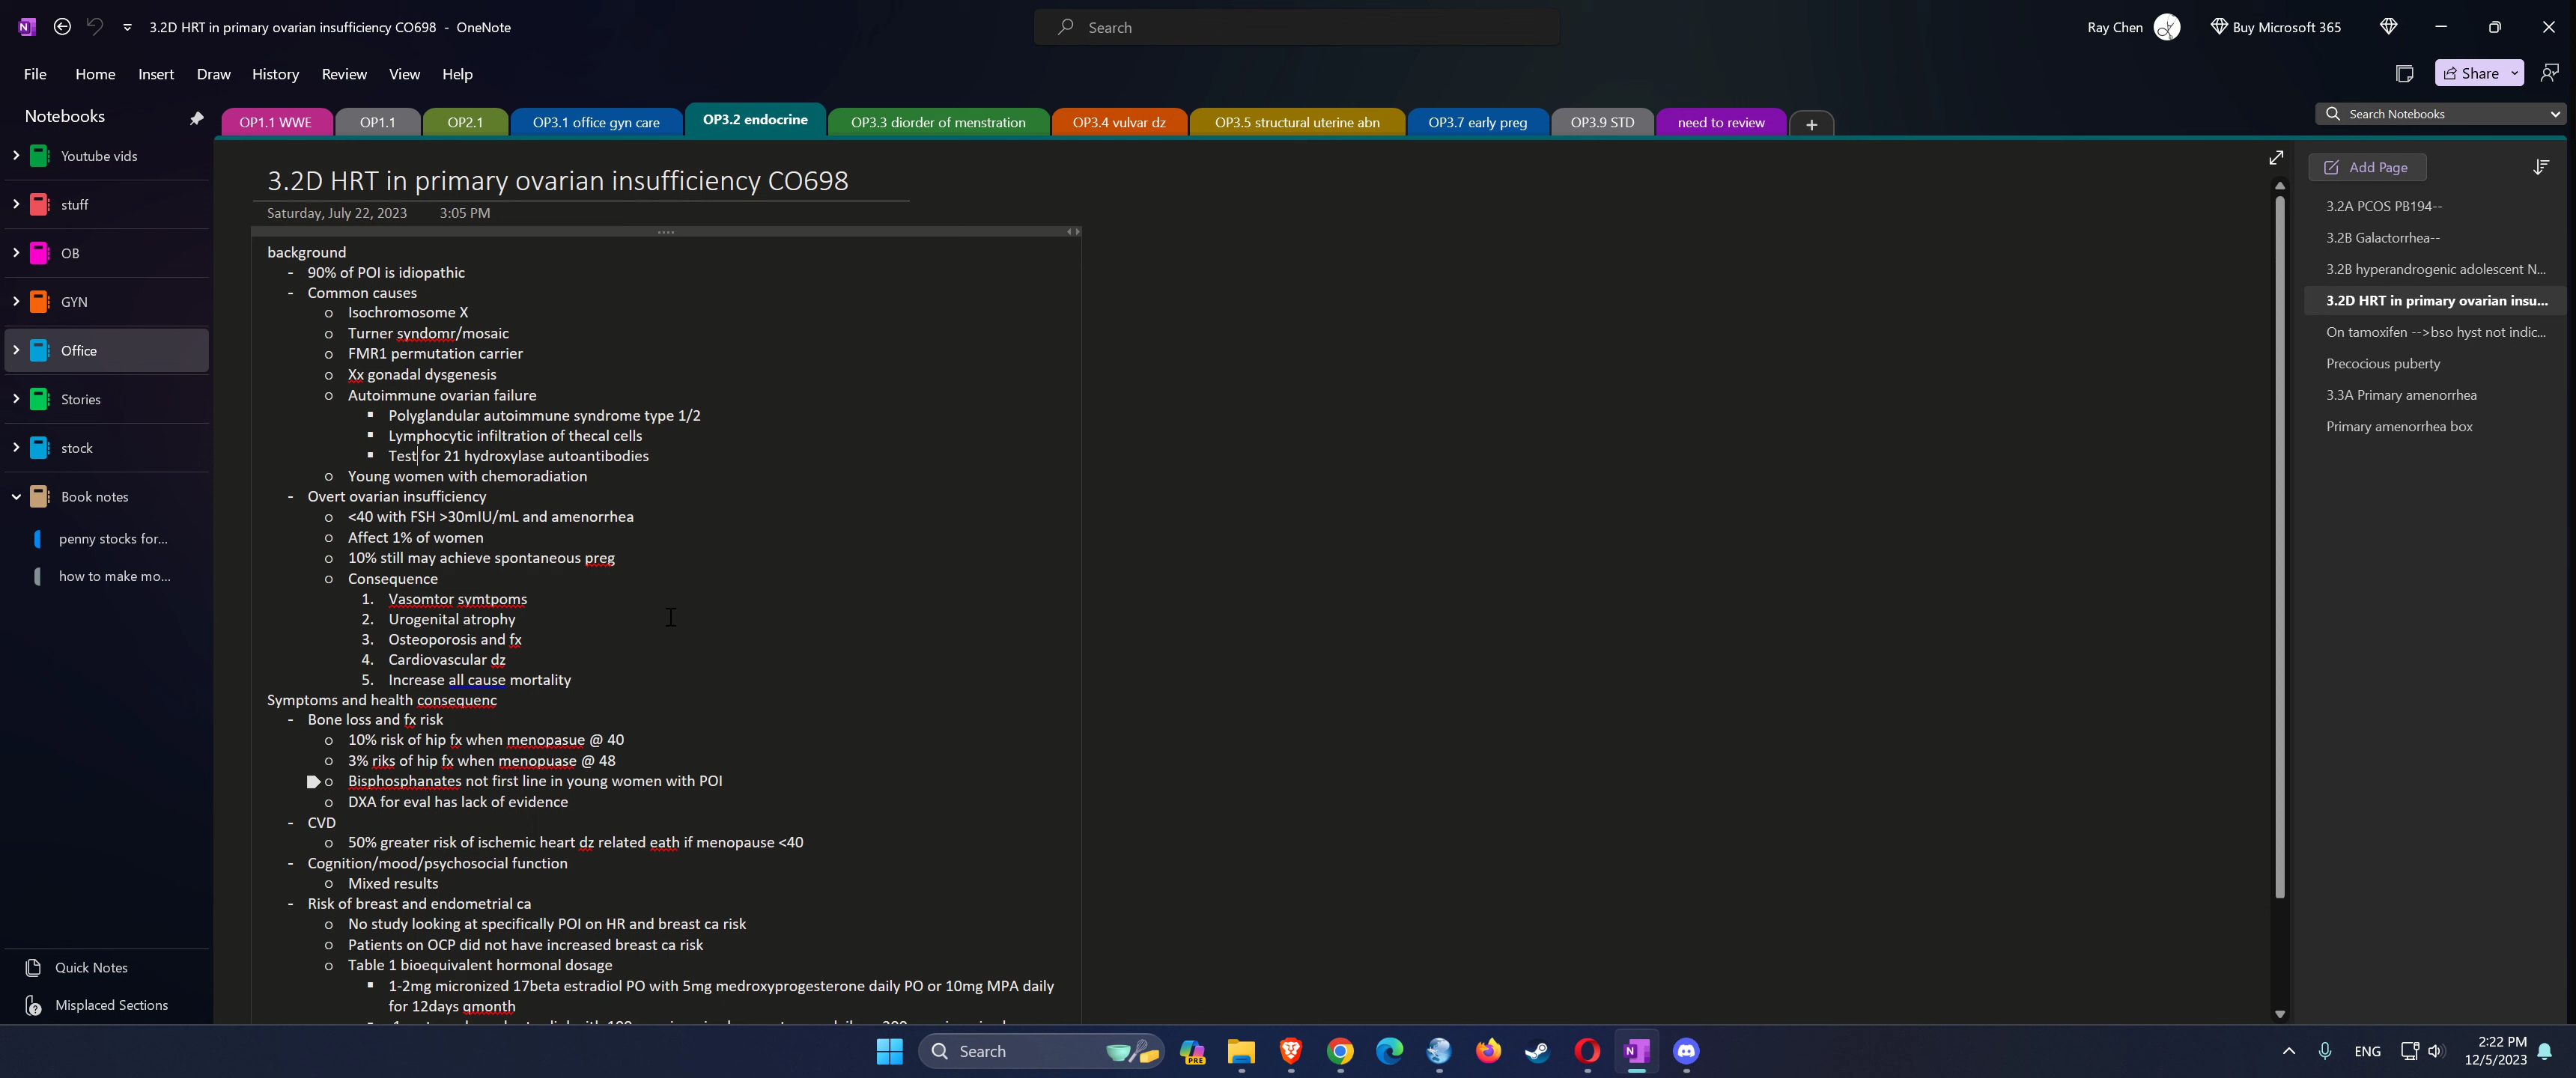 3.2D HRT in primary ovarian insufficiency CO698 - OneNote
Search
Ray Chen
Buy Microsoft 365
File Home Insert Draw History Review View Help
Share
Notebooks
OP1.1 WWE
OP1.1
OP2.1
OP3.1 office gyn care
OP3.2 endocrine
OP3.3 diorder of menstration
OP3.4 vulvar dz
OP3.5 structural uterine abn
OP3.7 early preg
OP3.9 STD
need to review
+
Search Notebooks
Youtube vids
stuff
OB
GYN
Office
Stories
stock
Book notes
penny stocks for...
how to make mo...
Quick Notes
Misplaced Sections
3.2D HRT in primary ovarian insufficiency CO698
Saturday, July 22, 2023 3:05 PM
background
- 90% of POI is idiopathic
- Common causes
o Isochromosome X
o Turner syndomr/mosaic
o FMR1 permutation carrier
o Xx gonadal dysgenesis
o Autoimmune ovarian failure
▪ Polyglandular autoimmune syndrome type 1/2
▪ Lymphocytic infiltration of thecal cells
▪ Test for 21 hydroxylase autoantibodies
o Young women with chemoradiation
- Overt ovarian insufficiency
o <40 with FSH >30mIU/mL and amenorrhea
o Affect 1% of women
o 10% still may achieve spontaneous preg
o Consequence
1. Vasomtor symtpoms
2. Urogenital atrophy
3. Osteoporosis and fx
4. Cardiovascular dz
5. Increase all cause mortality
Symptoms and health consequenc
- Bone loss and fx risk
o 10% risk of hip fx when menopasue @ 40
o 3% riks of hip fx when menopuase @ 48
o Bisphosphanates not first line in young women with POI
o DXA for eval has lack of evidence
- CVD
o 50% greater risk of ischemic heart dz related eath if menopause <40
- Cognition/mood/psychosocial function
o Mixed results
- Risk of breast and endometrial ca
o No study looking at specifically POI on HR and breast ca risk
o Patients on OCP did not have increased breast ca risk
o Table 1 bioequivalent hormonal dosage
▪ 1-2mg micronized 17beta estradiol PO with 5mg medroxyprogesterone daily PO or 10mg MPA daily
for 12days qmonth
Add Page
3.2A PCOS PB194--
3.2B Galactorrhea--
3.2B hyperandrogenic adolescent N...
3.2D HRT in primary ovarian insu...
On tamoxifen -->bso hyst not indic...
Precocious puberty
3.3A Primary amenorrhea
Primary amenorrhea box
Search
PRE
ENG
2:22 PM
12/5/2023